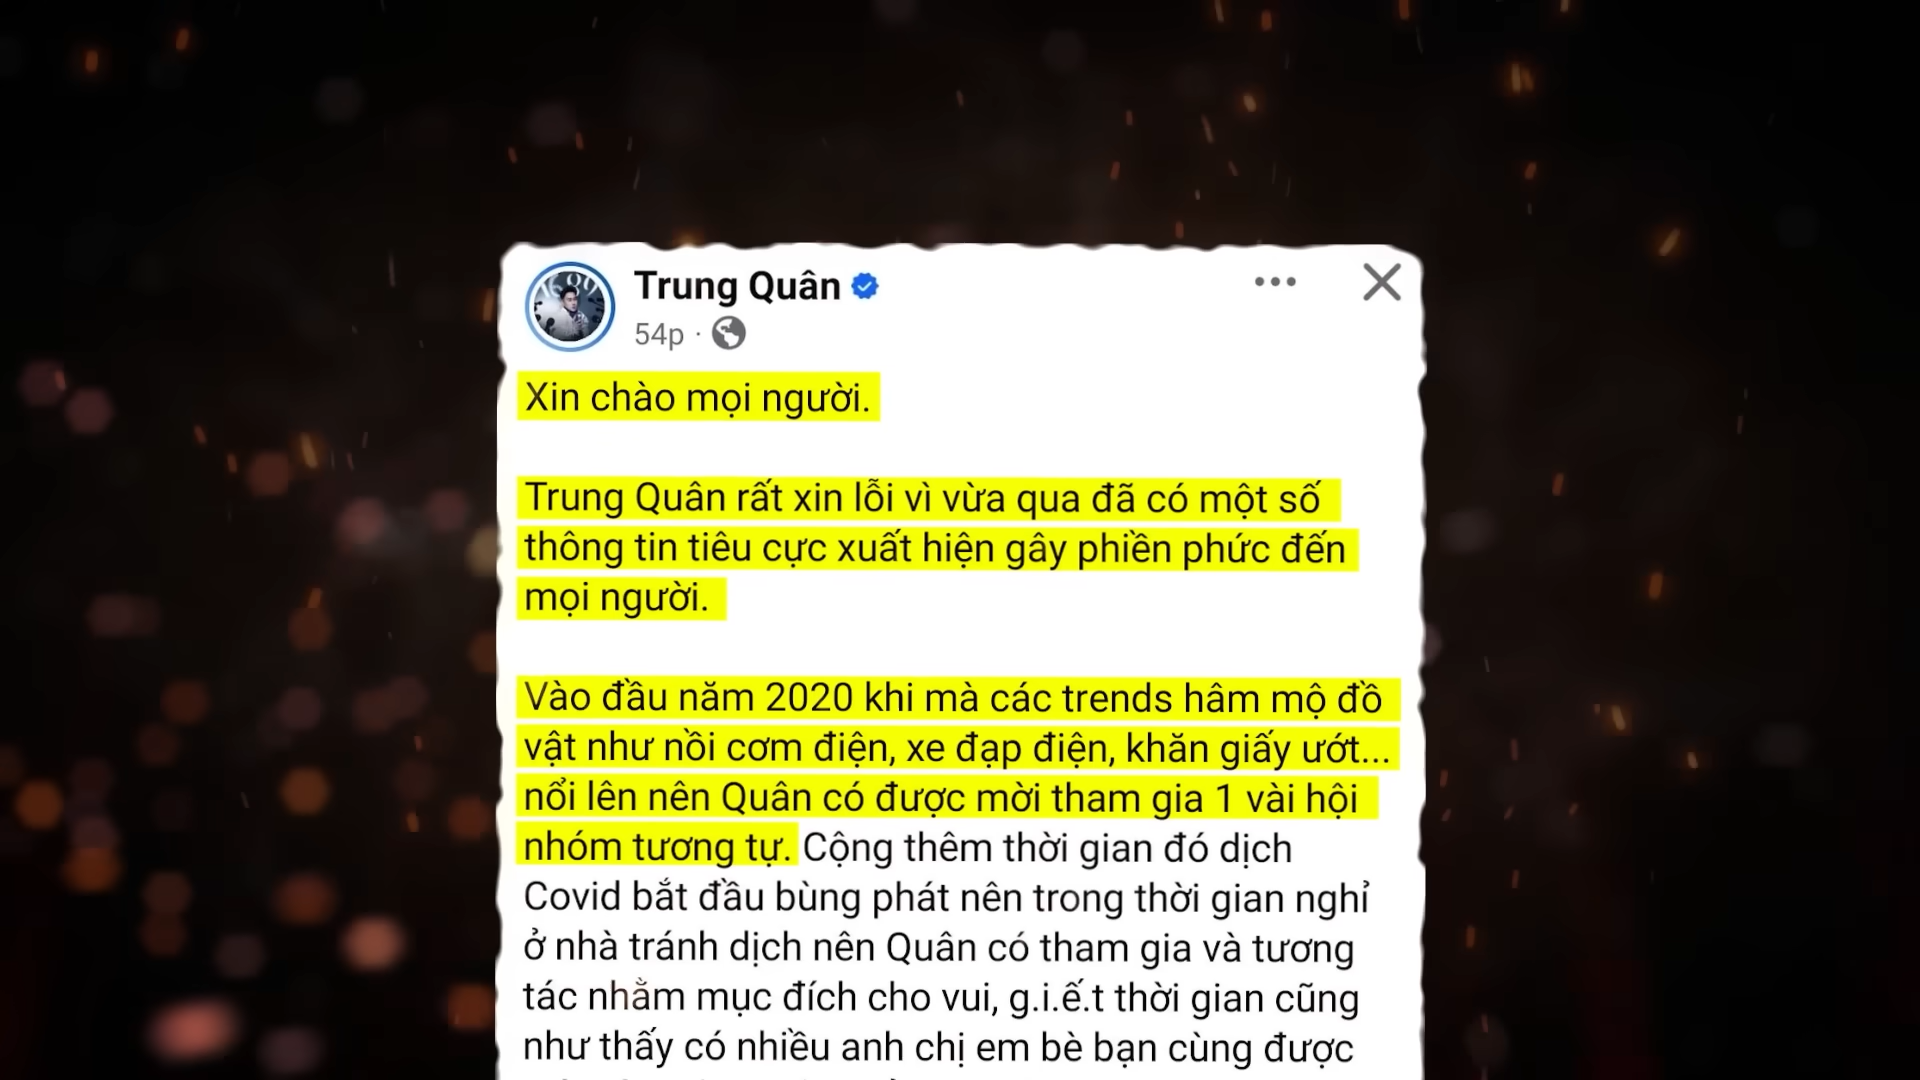 Trung Quân
54p ·
Xin chào mọi người.
Trung Quân rất xin lỗi vì vừa qua đã có một số
thông tin tiêu cực xuất hiện gây phiền phức đến
mọi người.
Vào đầu năm 2020 khi mà các trends hâm mộ đồ
vật như nồi cơm điện, xe đạp điện, khăn giấy ướt...
nổi lên nên Quân có được mời tham gia 1 vài hội
nhóm tương tự. Cộng thêm thời gian đó dịch
Covid bắt đầu bùng phát nên trong thời gian nghỉ
ở nhà tránh dịch nên Quân có tham gia và tương
tác nhằm mục đích cho vui, g.i.ế.t thời gian cũng
như thấy có nhiều anh chị em bè bạn cùng được